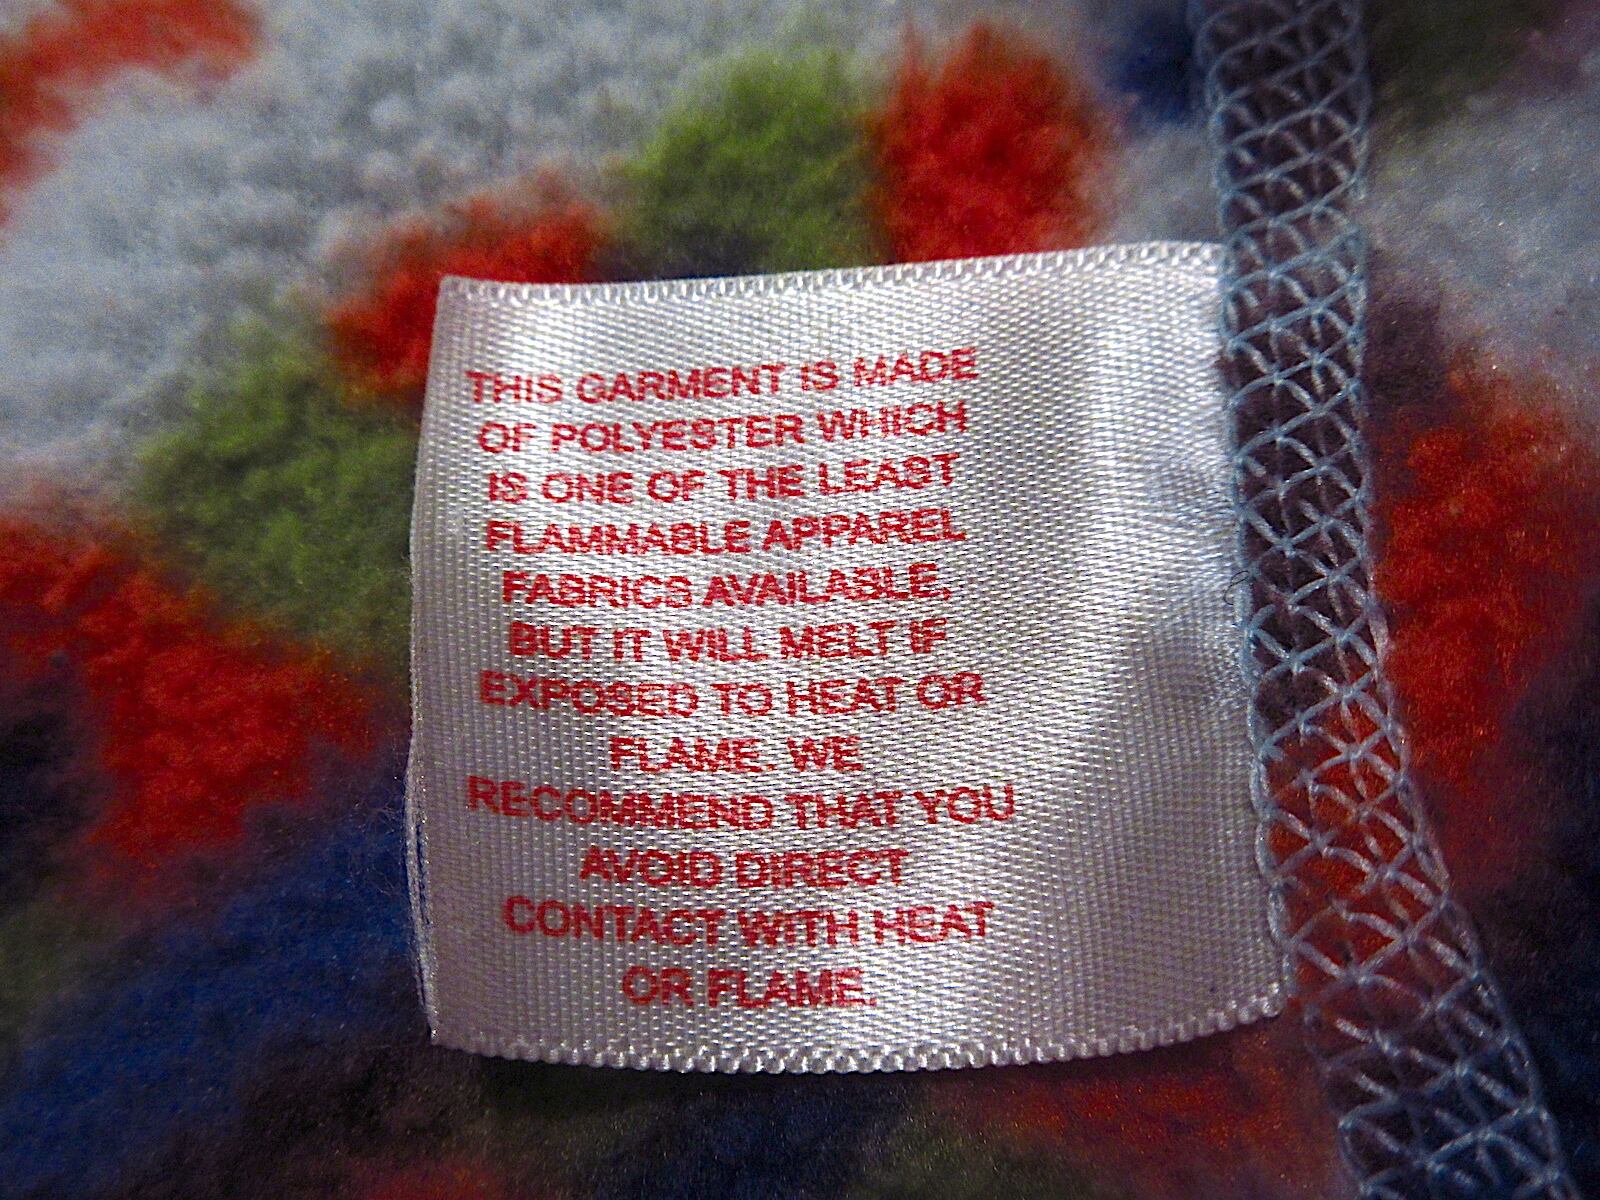 THIS GARMENT IS MADE
OF POLYESTER WHICH
IS ONE OF THE LEAST
FLAMMABLE APPAREL
FABRICS AVAILABLE,
BUT IT WILL MELT IF
EXPOSED TO HEAT OR
FLAME. WE
RECOMMEND THAT YOU
AVOID DIRECT
CONTACT WITH HEAT
OR FLAME.